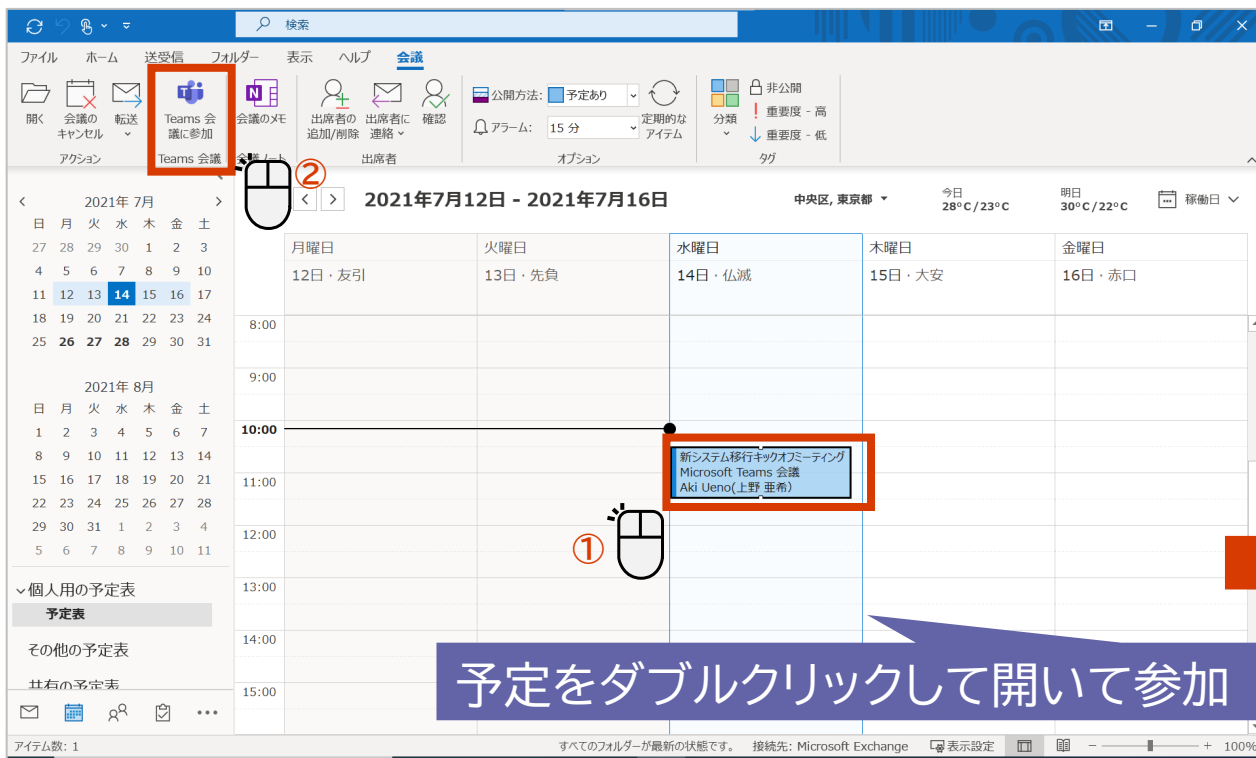 検索
ファイル ホーム 送受信 フォルダー 表示 ヘルプ 会議
開く
会議の
キャンセル
転送
アクション
Teams 会
議に参加
Teams 会議
N
会議のメモ
会議ノート
出席者の
追加/削除
出席者に
連絡
確認
出席者
公開方法: 予定あり
アラーム: 15 分
定期的な
アイテム
オプション
分類
非公開
重要度 - 高
重要度 - 低
タグ
②
2021年 7月
日 月 火 水 木 金 土
27 28 29 30 1 2 3
4 5 6 7 8 9 10
11 12 13 14 15 16 17
18 19 20 21 22 23 24
25 26 27 28 29 30 31
2021年 8月
日 月 火 水 木 金 土
1 2 3 4 5 6 7
8 9 10 11 12 13 14
15 16 17 18 19 20 21
22 23 24 25 26 27 28
29 30 31 1 2 3 4
5 6 7 8 9 10 11
個人用の予定表
予定表
その他の予定表
共有の予定表
2021年7月12日 - 2021年7月16日
中央区, 東京都
今日
28°C/23°C
明日
30°C/22°C
稼働日
月曜日 火曜日 水曜日 木曜日 金曜日
12日・友引 13日・先負 14日・仏滅 15日・大安 16日・赤口
8:00
9:00
10:00
新システム移行キックオフミーティング
Microsoft Teams 会議
Aki Ueno(上野 亜希)
11:00
12:00
①
13:00
14:00
15:00
予定をダブルクリックして開いて参加
アイテム数: 1
すべてのフォルダーが最新の状態です。 接続先: Microsoft Exchange 表示設定 100%